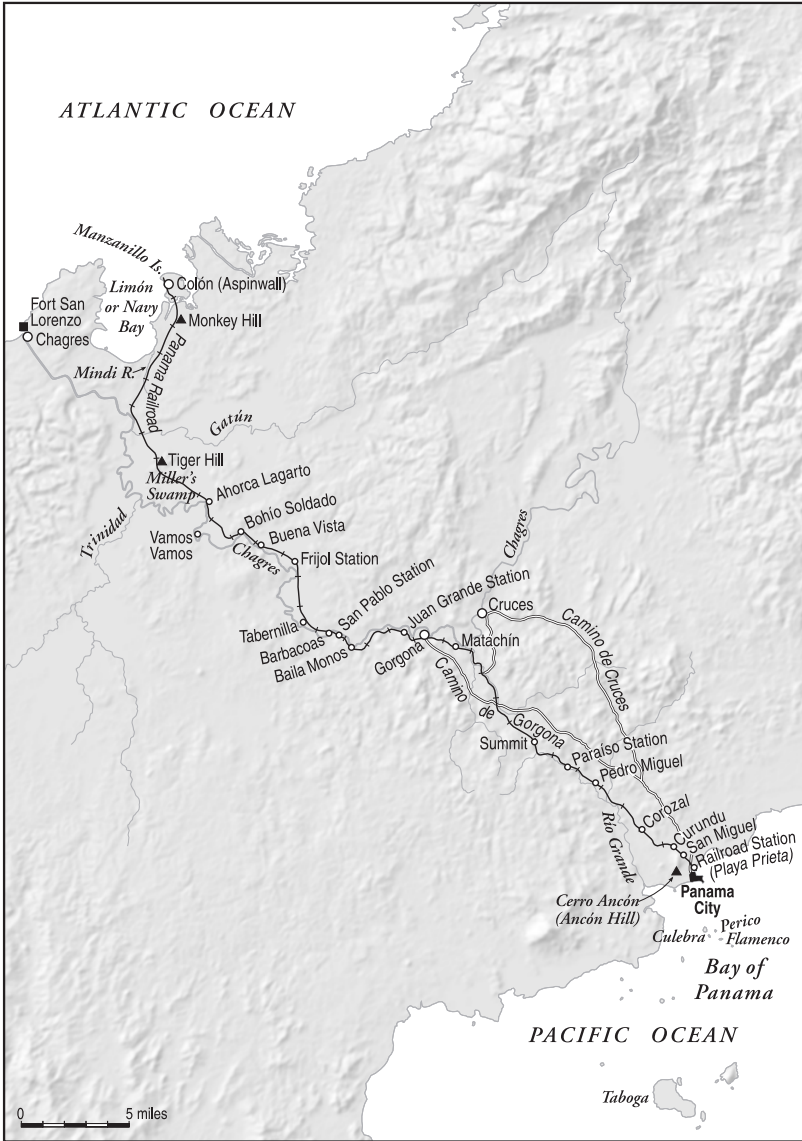 ATLANTIC OCEAN
Manzanillo Is.
Colón (Aspinwall)
Limón
or Navy
Bay
Fort San
Lorenzo
Chagres
Monkey Hill
Mindi R.
Panama Railroad
Gatún
Tiger Hill
Miller's
Swamp
Ahorca Lagarto
Trinidad
Bohío Soldado
Vamos
Vamos
Buena Vista
Chagres
Frijol Station
Chagres
San Pablo Station
Juan Grande Station
Cruces
Camino de Cruces
Tabernilla
Barbacoas
Baila Monos
Gorgona
Matachín
Camino de Gorgona
Summit
Paraíso Station
Pedro Miguel
Corozal
Río Grande
Curundu
San Miguel
Railroad Station
(Playa Prieta)
Cerro Ancón
(Ancón Hill)
Panama
City
Culebra
Perico
Flamenco
Bay of
Panama
PACIFIC OCEAN
Taboga
0
5 miles